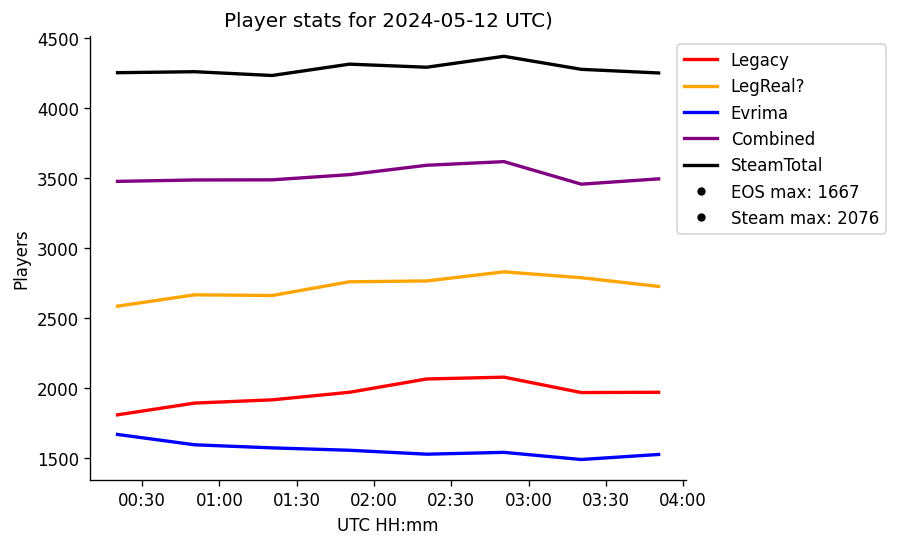 Player stats for 2024-05-12 UTC)
4500
4000
3500
3000
2500
2000
1500
Players
00:30 01:00 01:30 02:00 02:30 03:00 03:30 04:00
UTC HH:mm
Legacy
LegReal?
Evrima
Combined
SteamTotal
EOS max: 1667
Steam max: 2076